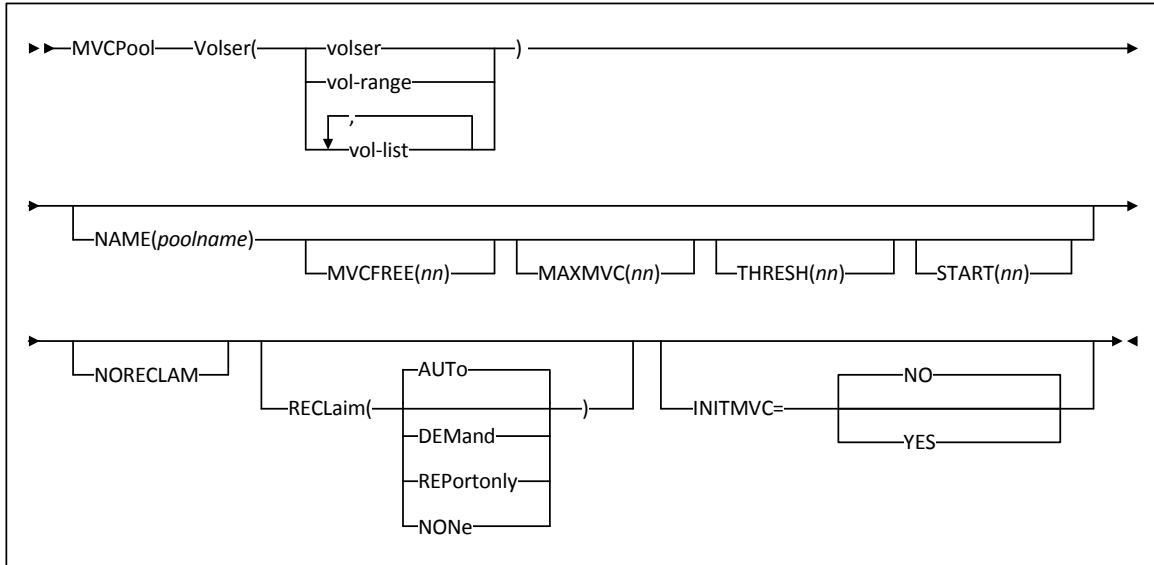 MVCPool Volser( volser )
vol-range
,
vol-list
NAME(poolname)
MVCFREE(nn) MAXMVC(nn) THRESH(nn) START(nn)
NORECLAM
RECLaim( AUTo )
DEMand
REPortonly
NONe
INITMVC= NO
YES